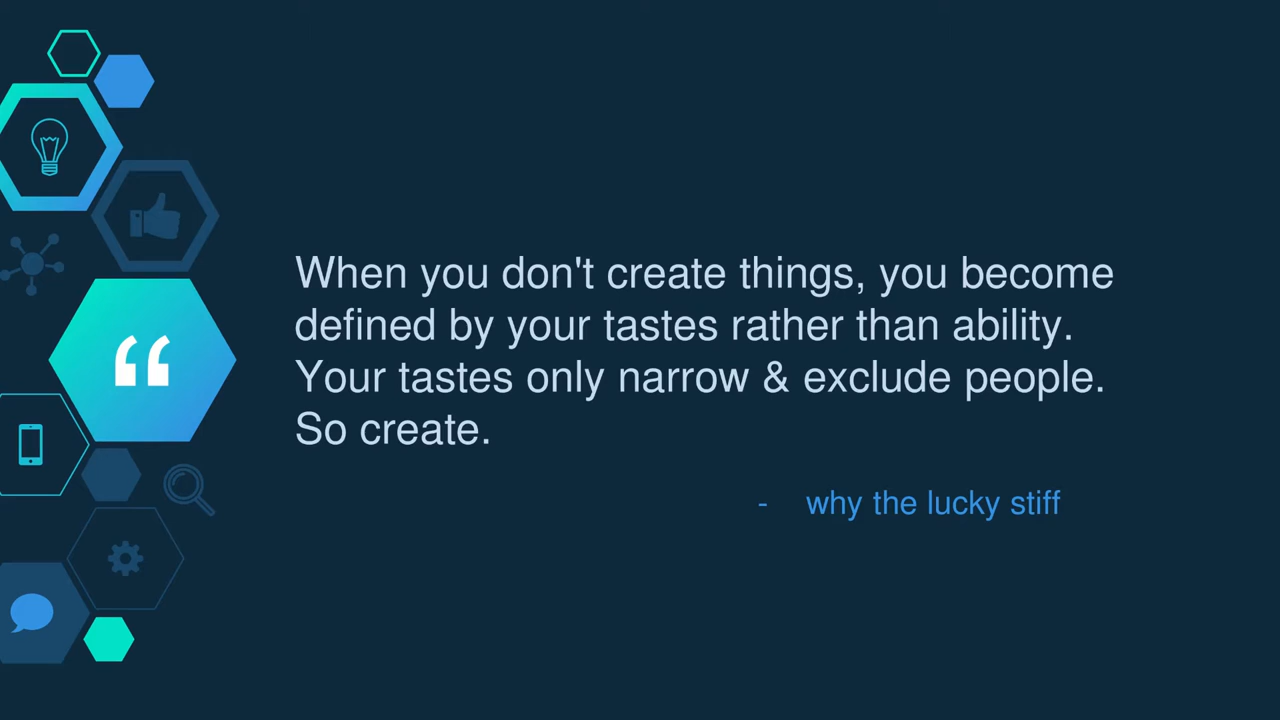 When you don't create things, you become
defined by your tastes rather than ability.
Your tastes only narrow & exclude people.
So create.
- why the lucky stiff